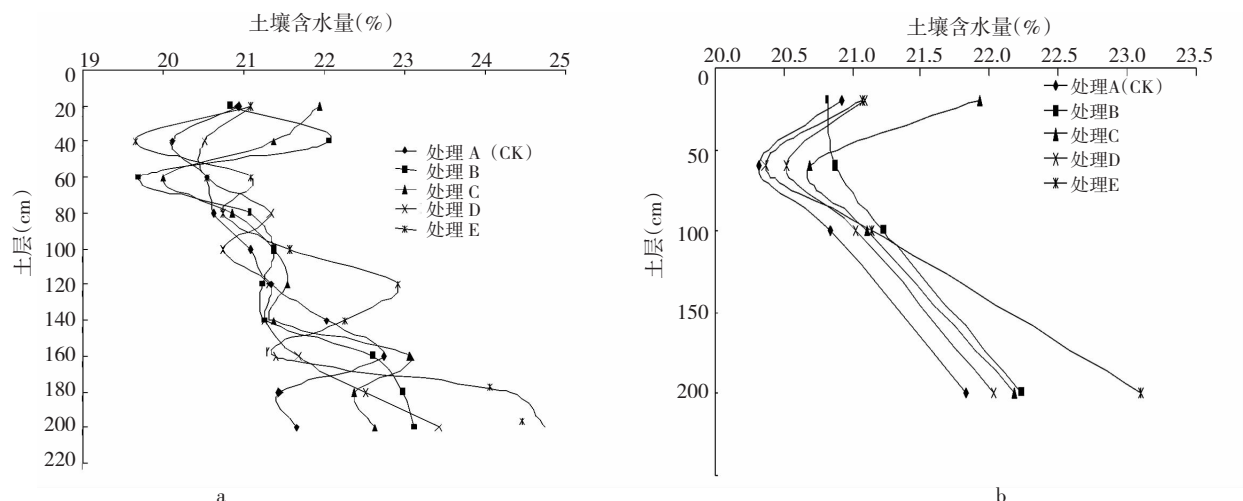 土壤含水量(%)
19 20 21 22 23 24 25
0
20
40
60
80
100
120
140
160
180
200
220
土层(cm)
处理 A（CK）
处理 B
处理 C
处理 D
处理 E
a
土壤含水量(%)
20.0 20.5 21.0 21.5 22.0 22.5 23.0 23.5
0
50
100
150
200
土层(cm)
处理A(CK)
处理B
处理C
处理D
处理E
b